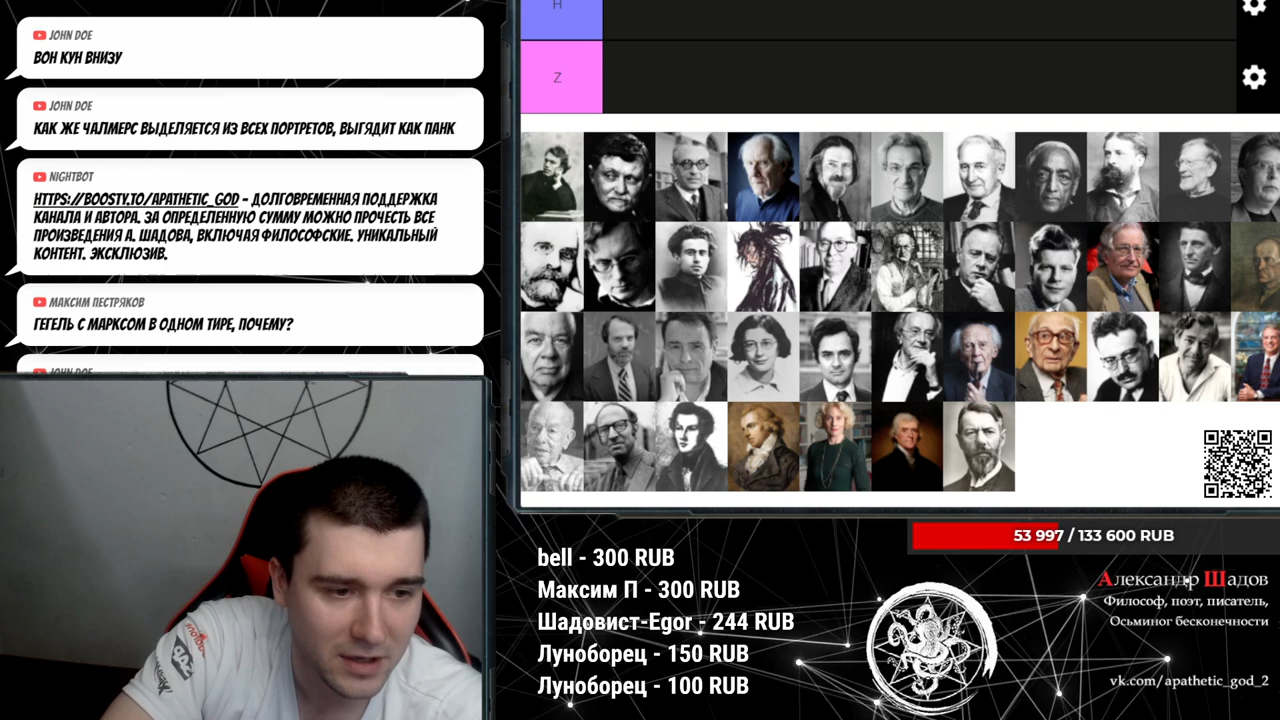 JOHN DOE
ВОН КУН ВНИЗУ
JOHN DOE
КАК ЖЕ ЧАЛМЕРС ВЫДЕЛЯЕТСЯ ИЗ ВСЕХ ПОРТРЕТОВ, ВЫГЯДИТ КАК ПАНК
NIGHTBOT
HTTPS://BOOSTY.TO/APATHETIC_GOD - ДОЛГОВРЕМЕННАЯ ПОДДЕРЖКА
КАНАЛА И АВТОРА. ЗА ОПРЕДЕЛЕННУЮ СУММУ МОЖНО ПРОЧЕСТЬ ВСЕ
ПРОИЗВЕДЕНИЯ А. ШАДОВА, ВКЛЮЧАЯ ФИЛОСОФСКИЕ. УНИКАЛЬНЫЙ
КОНТЕНТ. ЭКСКЛЮЗИВ.
МАКСИМ ПЕСТРЯКОВ
ГЕГЕЛЬ С МАРКСОМ В ОДНОМ ТИРЕ, ПОЧЕМУ?
JOHN DOE
H
Z
53 997 / 133 600 RUB
bell - 300 RUB
Максим П - 300 RUB
Шадовист-Egor - 244 RUB
Луноборец - 150 RUB
Луноборец - 100 RUB
Александр Шадов
Философ, поэт, писатель,
Осьминог бесконечности
vk.com/apathetic_god_2